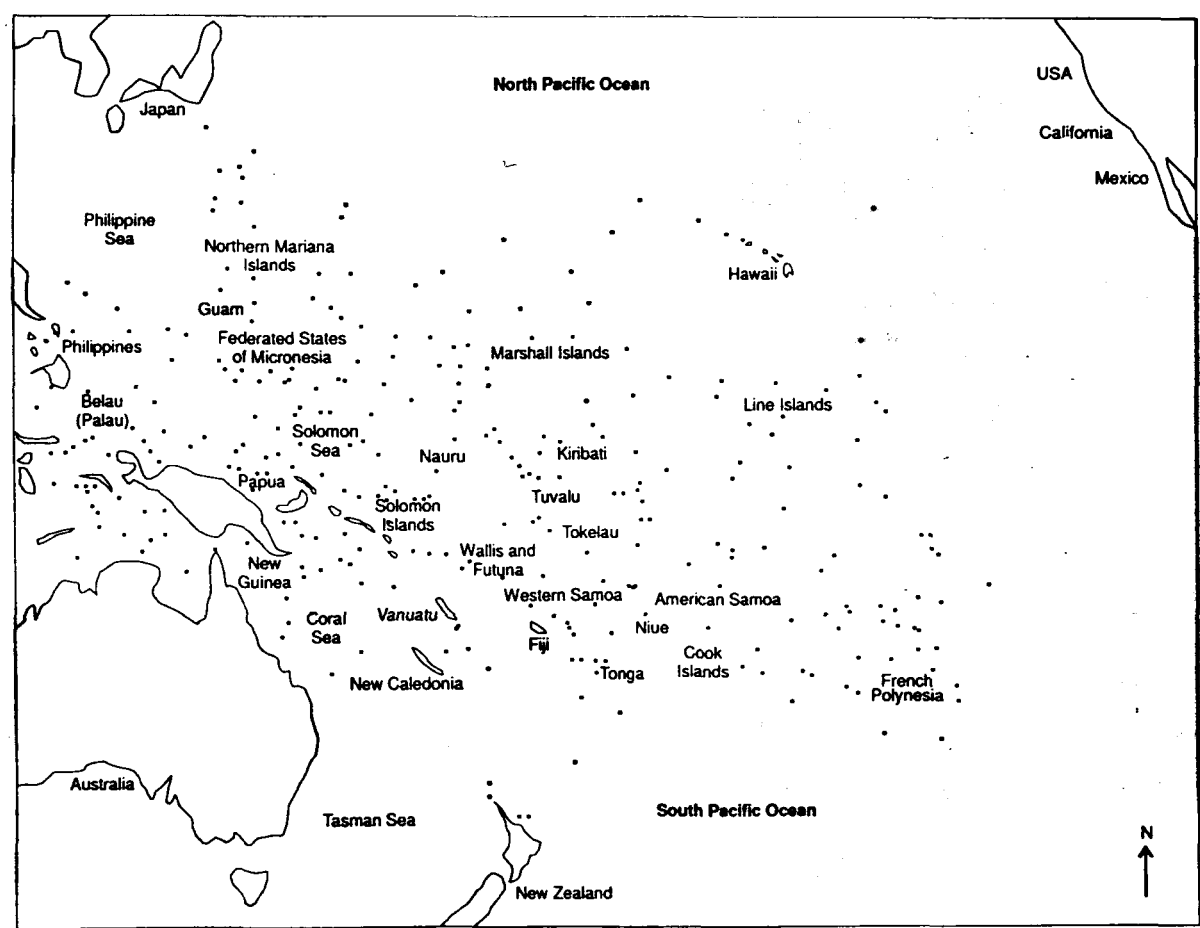 North Pacific Ocean
USA
Japan
California
Mexico
Philippine
Sea
Northern Mariana
Islands
Hawaii
Guam
Philippines
Federated States
of Micronesia
Marshall Islands
Belau
(Palau)
Line Islands
Solomon
Sea
Nauru
Kiribati
Papua
Tuvalu
Solomon
Islands
Tokelau
New
Guinea
Wallis and
Futuna
Western Samoa
American Samoa
Coral
Sea
Vanuatu
Fiji
Niue
Cook
Islands
Tonga
New Caledonia
French
Polynesia
Australia
Tasman Sea
South Pacific Ocean
N
New Zealand